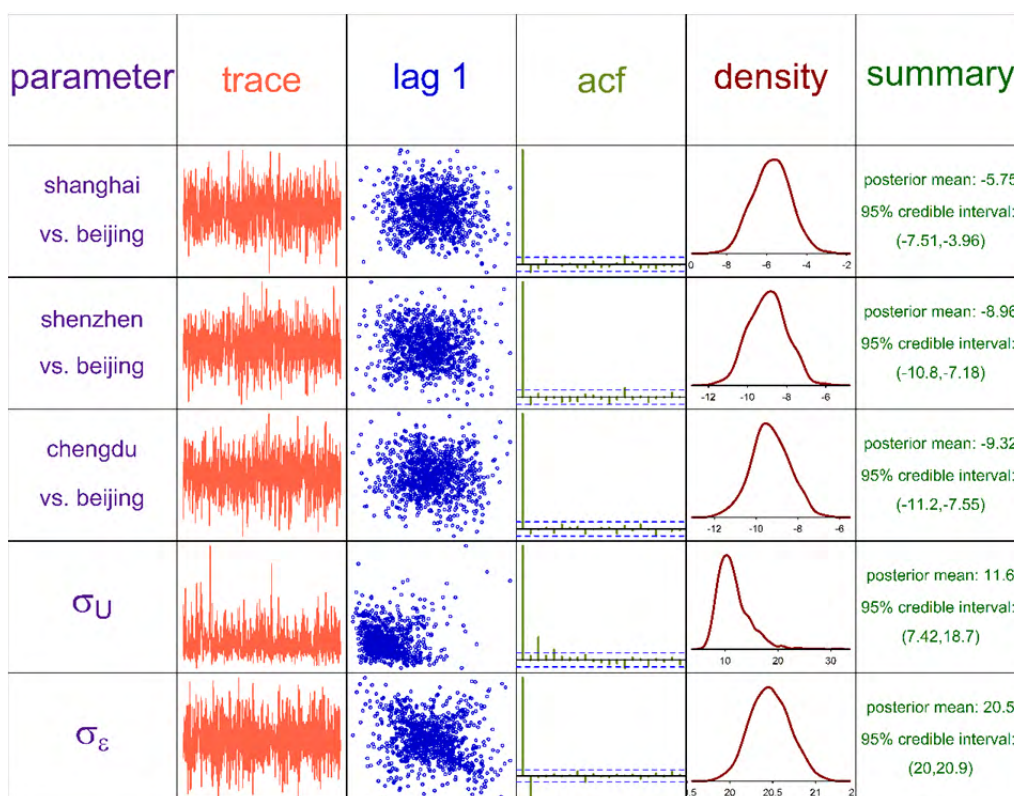 parameter trace lag 1 acf density summary
shanghai
vs. beijing
0 -8 -6 -4 -2
posterior mean: -5.75
95% credible interval:
(-7.51,-3.96)
shenzhen
vs. beijing
-12 -10 -8 -6
posterior mean: -8.96
95% credible interval:
(-10.8,-7.18)
chengdu
vs. beijing
-12 -10 -8 -6
posterior mean: -9.32
95% credible interval:
(-11.2,-7.55)
σU
10 20 30
posterior mean: 11.6
95% credible interval:
(7.42,18.7)
σε
.5 20 20.5 21 2
posterior mean: 20.5
95% credible interval:
(20,20.9)